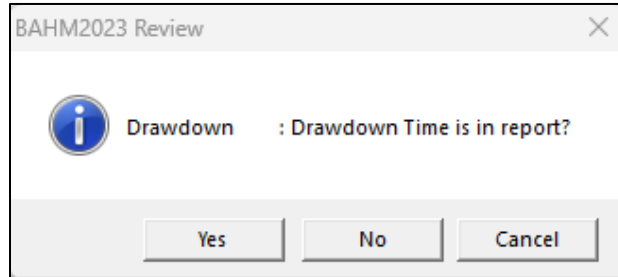 BAHM2023 Review
Drawdown : Drawdown Time is in report?
Yes No Cancel